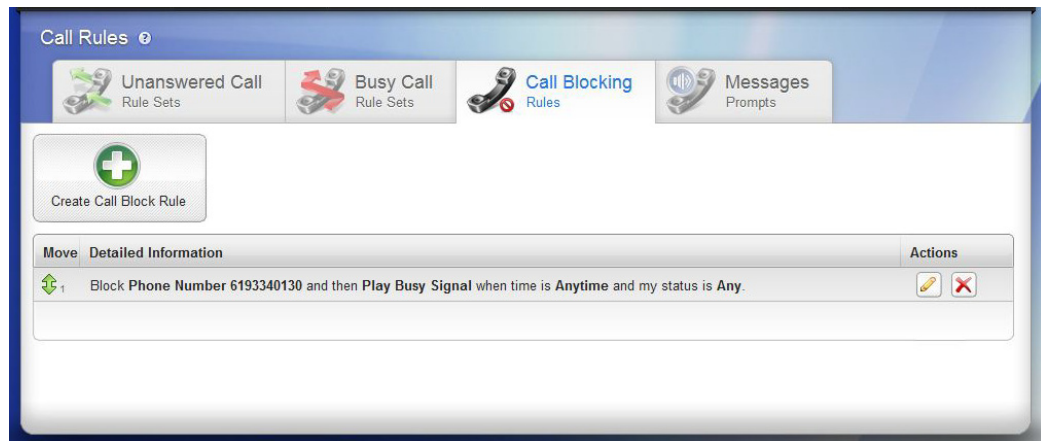 Call Rules ?
Unanswered Call
Rule Sets
Busy Call
Rule Sets
Call Blocking
Rules
Messages
Prompts
Create Call Block Rule
Move Detailed Information Actions
1 Block Phone Number 6193340130 and then Play Busy Signal when time is Anytime and my status is Any.